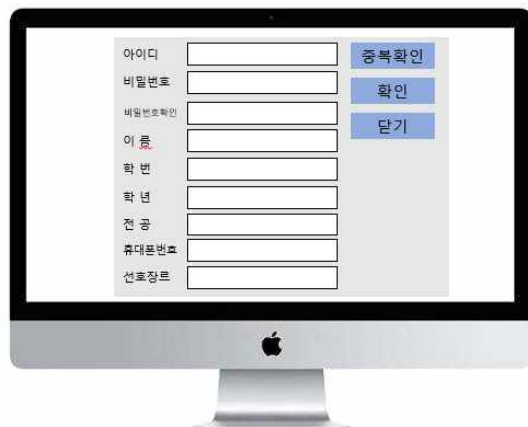 아이디 중복확인
비밀번호 확인
비밀번호확인 닫기
이 름
학 번
학 년
전 공
휴대폰번호
선호장르